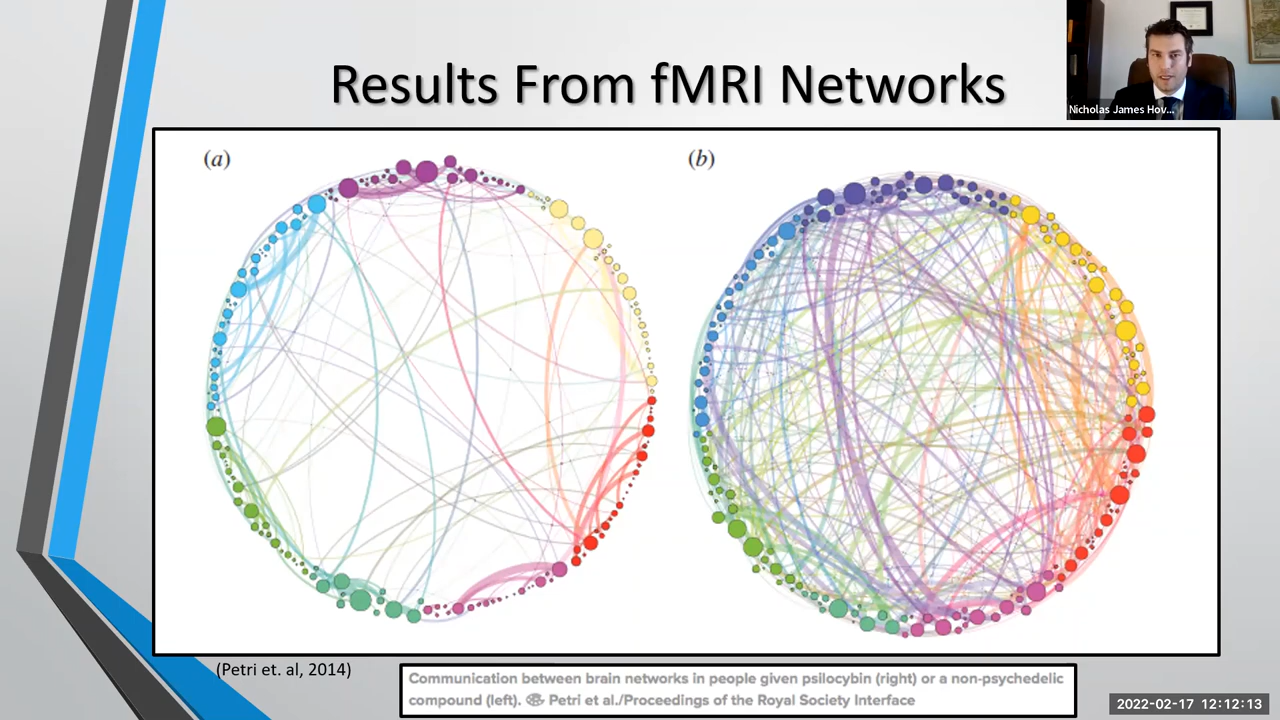 Results From fMRI Networks
Nicholas James Hov...
(a)
(b)
(Petri et. al, 2014)
Communication between brain networks in people given psilocybin (right) or a non-psychedelic
compound (left). Petri et al./Proceedings of the Royal Society Interface
2022-02-17 12:12:13